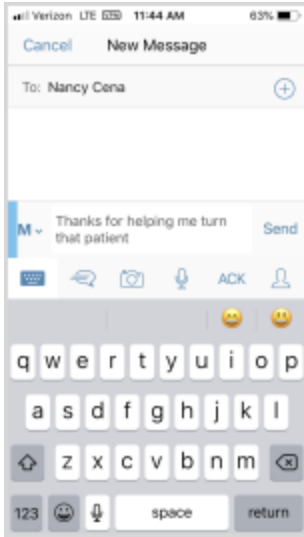 Verizon LTE 11:44 AM 63%
Cancel New Message
To: Nancy Cena
M Thanks for helping me turn
that patient
Send
ACK
q w e r t y u i o p
a s d f g h j k l
z x c v b n m
123 space return